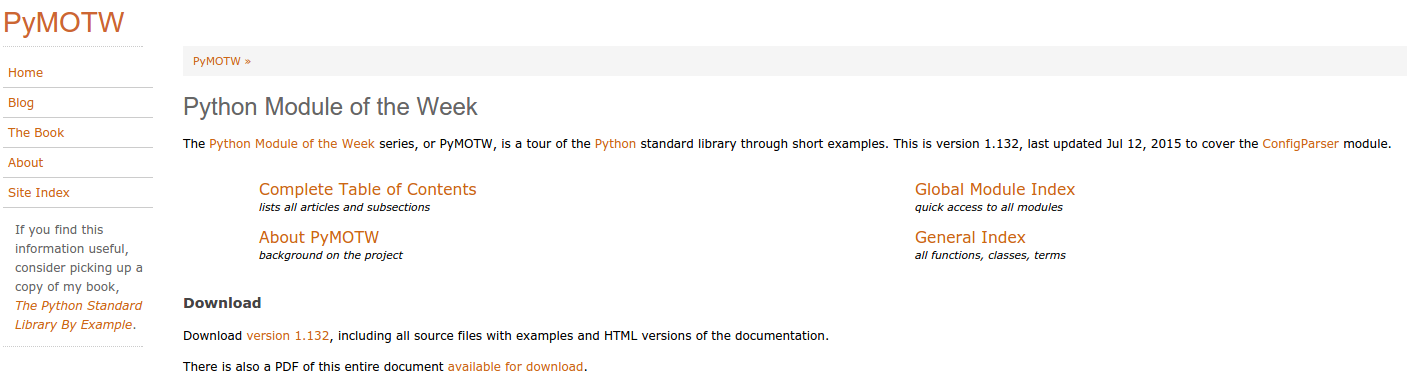 PyMOTW
Home
Blog
The Book
About
Site Index
If you find this
information useful,
consider picking up a
copy of my book,
The Python Standard
Library By Example.
PyMOTW »
Python Module of the Week
The Python Module of the Week series, or PyMOTW, is a tour of the Python standard library through short examples. This is version 1.132, last updated Jul 12, 2015 to cover the ConfigParser module.
Complete Table of Contents
lists all articles and subsections
About PyMOTW
background on the project
Global Module Index
quick access to all modules
General Index
all functions, classes, terms
Download
Download version 1.132, including all source files with examples and HTML versions of the documentation.
There is also a PDF of this entire document available for download.